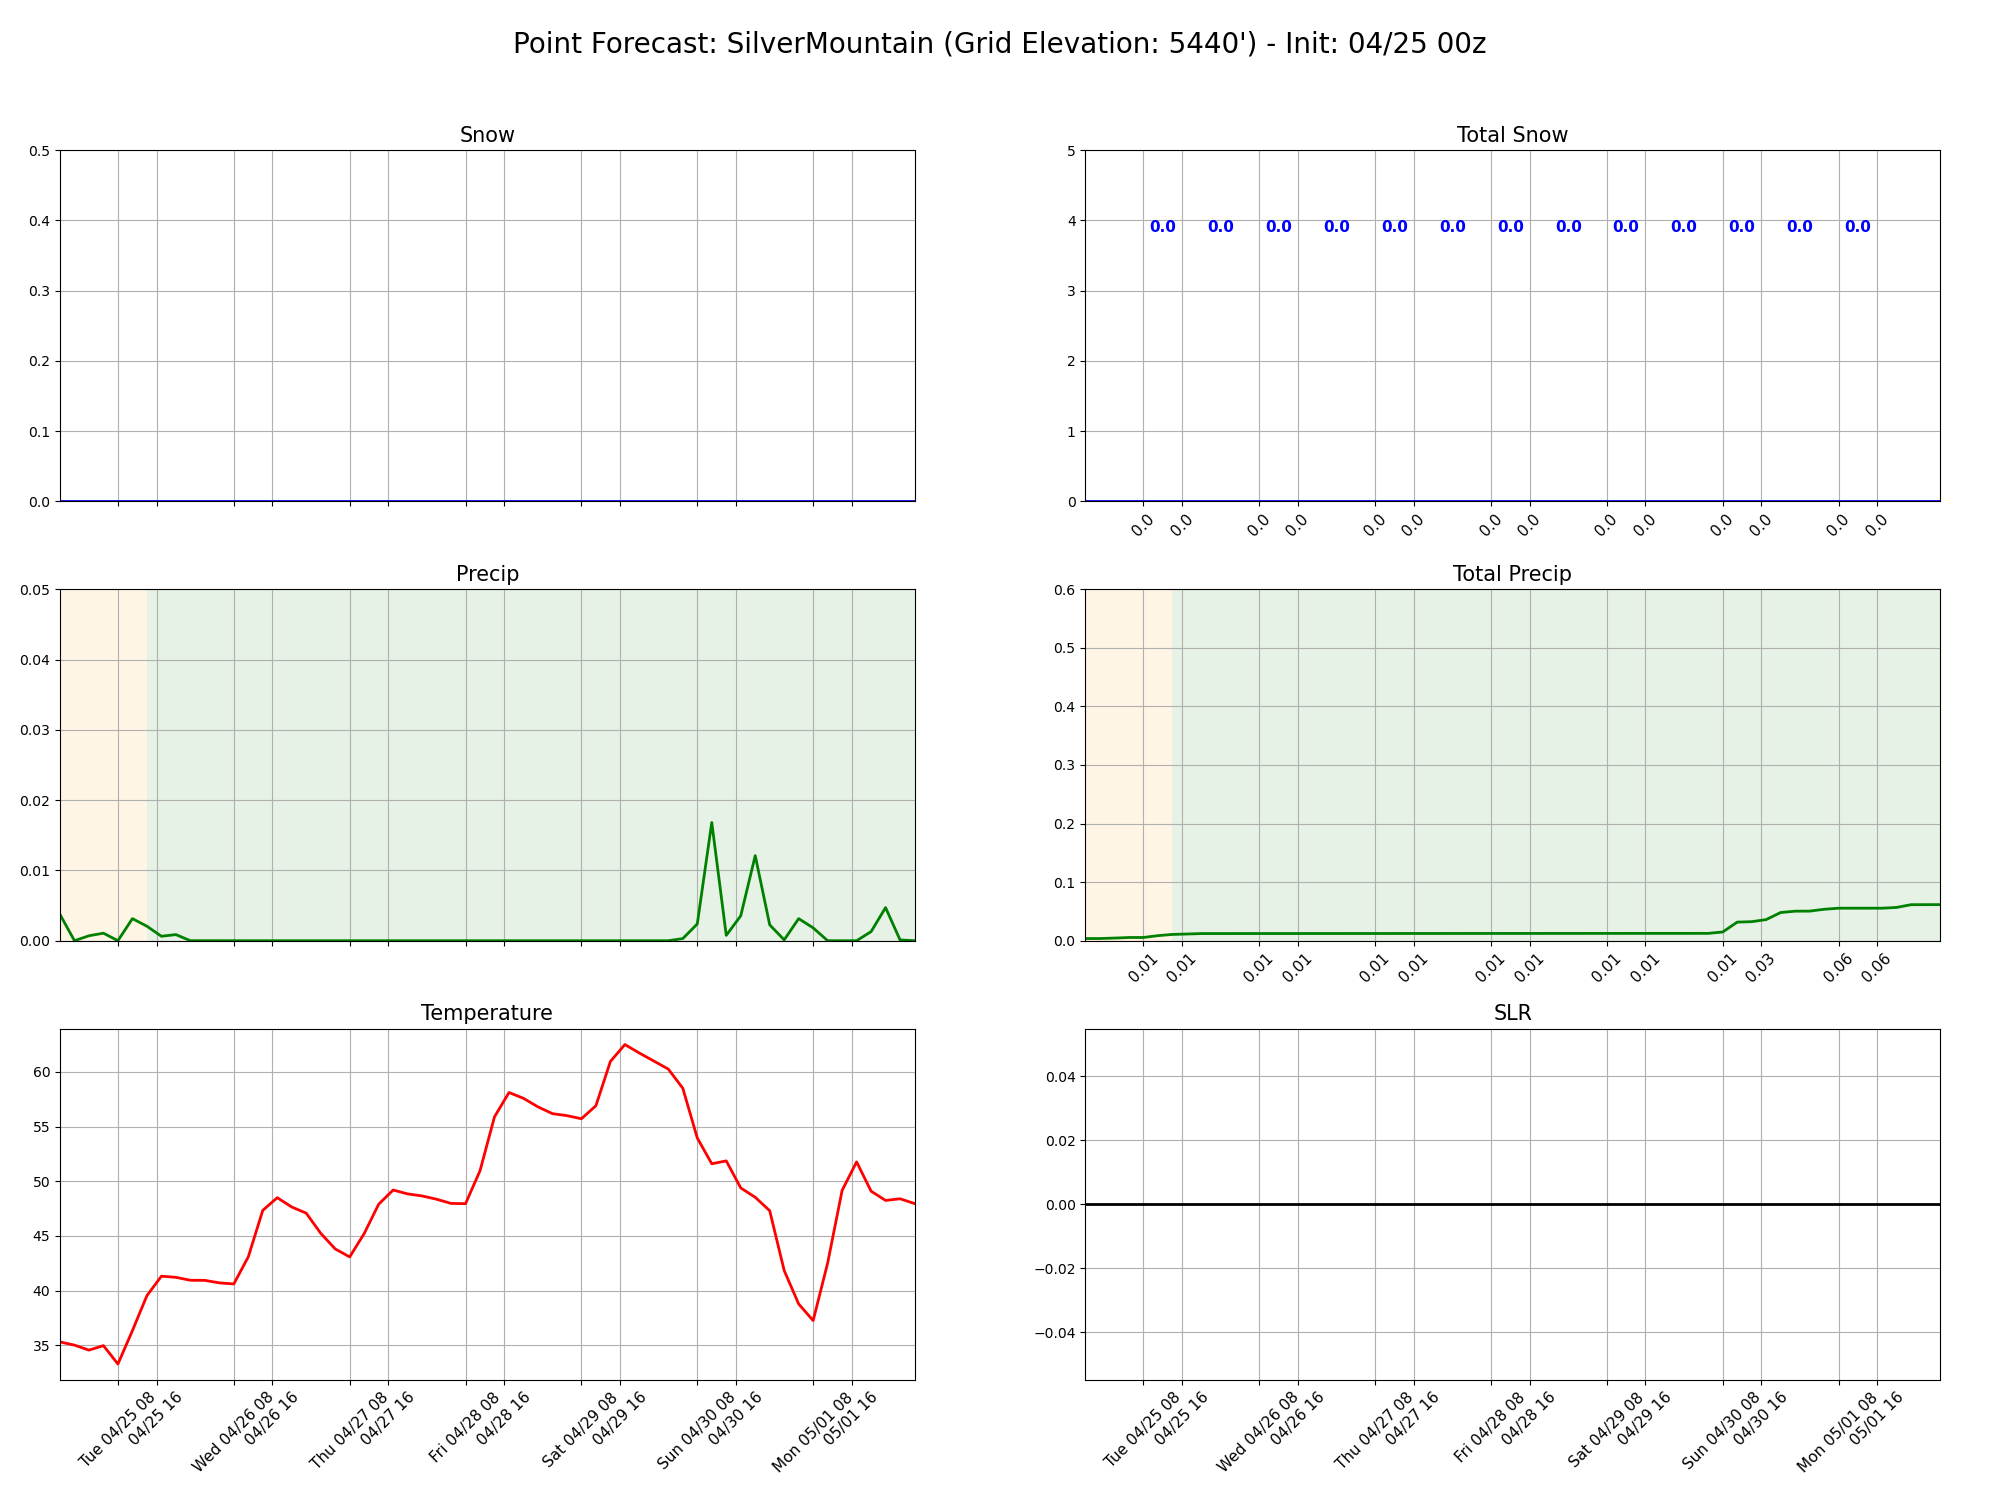 Point Forecast: SilverMountain (Grid Elevation: 5440') - Init: 04/25 00z
Snow
0.5
0.4
0.3
0.2
0.1
0.0
Total Snow
5
4
3
2
1
0
0.0 0.0 0.0 0.0 0.0 0.0 0.0 0.0 0.0 0.0 0.0 0.0 0.0
0.0 0.0 0.0 0.0 0.0 0.0 0.0 0.0 0.0 0.0 0.0 0.0 0.0 0.0
Precip
0.05
0.04
0.03
0.02
0.01
0.00
Total Precip
0.6
0.5
0.4
0.3
0.2
0.1
0.0
0.01 0.01 0.01 0.01 0.01 0.01 0.01 0.01 0.01 0.01 0.01 0.03 0.06 0.06
Temperature
60
55
50
45
40
35
Tue 04/25 08
04/25 16
Wed 04/26 08
04/26 16
Thu 04/27 08
04/27 16
Fri 04/28 08
04/28 16
Sat 04/29 08
04/29 16
Sun 04/30 08
04/30 16
Mon 05/01 08
05/01 16
SLR
0.04
0.02
0.00
−0.02
−0.04
Tue 04/25 08
04/25 16
Wed 04/26 08
04/26 16
Thu 04/27 08
04/27 16
Fri 04/28 08
04/28 16
Sat 04/29 08
04/29 16
Sun 04/30 08
04/30 16
Mon 05/01 08
05/01 16